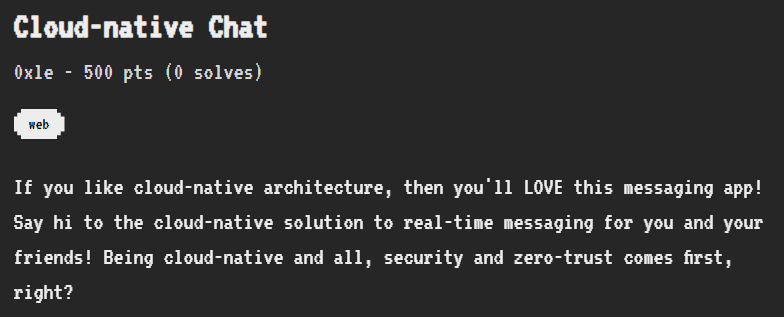 Cloud-native Chat
0xle - 500 pts (0 solves)
web
If you like cloud-native architecture, then you'll LOVE this messaging app!
Say hi to the cloud-native solution to real-time messaging for you and your
friends! Being cloud-native and all, security and zero-trust comes first,
right?